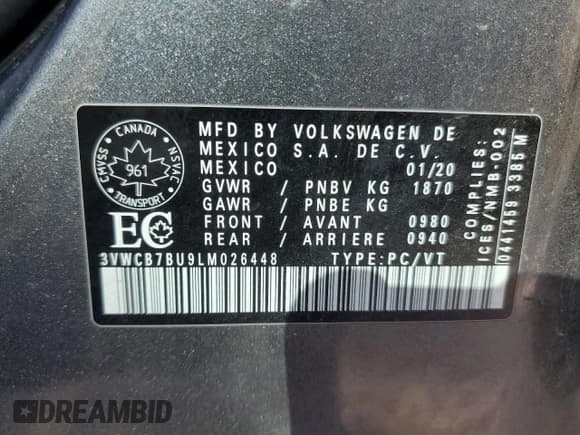 CANADA
CMVSS
NSVAC
961
TRANSPORT
EC
MFD BY VOLKSWAGEN DE
MEXICO S.A. DE C.V.
MEXICO 01/20
GVWR / PNBV KG 1870
GAWR / PNBE KG
FRONT / AVANT 0980
REAR / ARRIERE 0940
3VWCB7BU9LM026448 TYPE:PC/VT
COMPLIES:
ICES/NMB-002
0441459 3385 M
DREAMBID